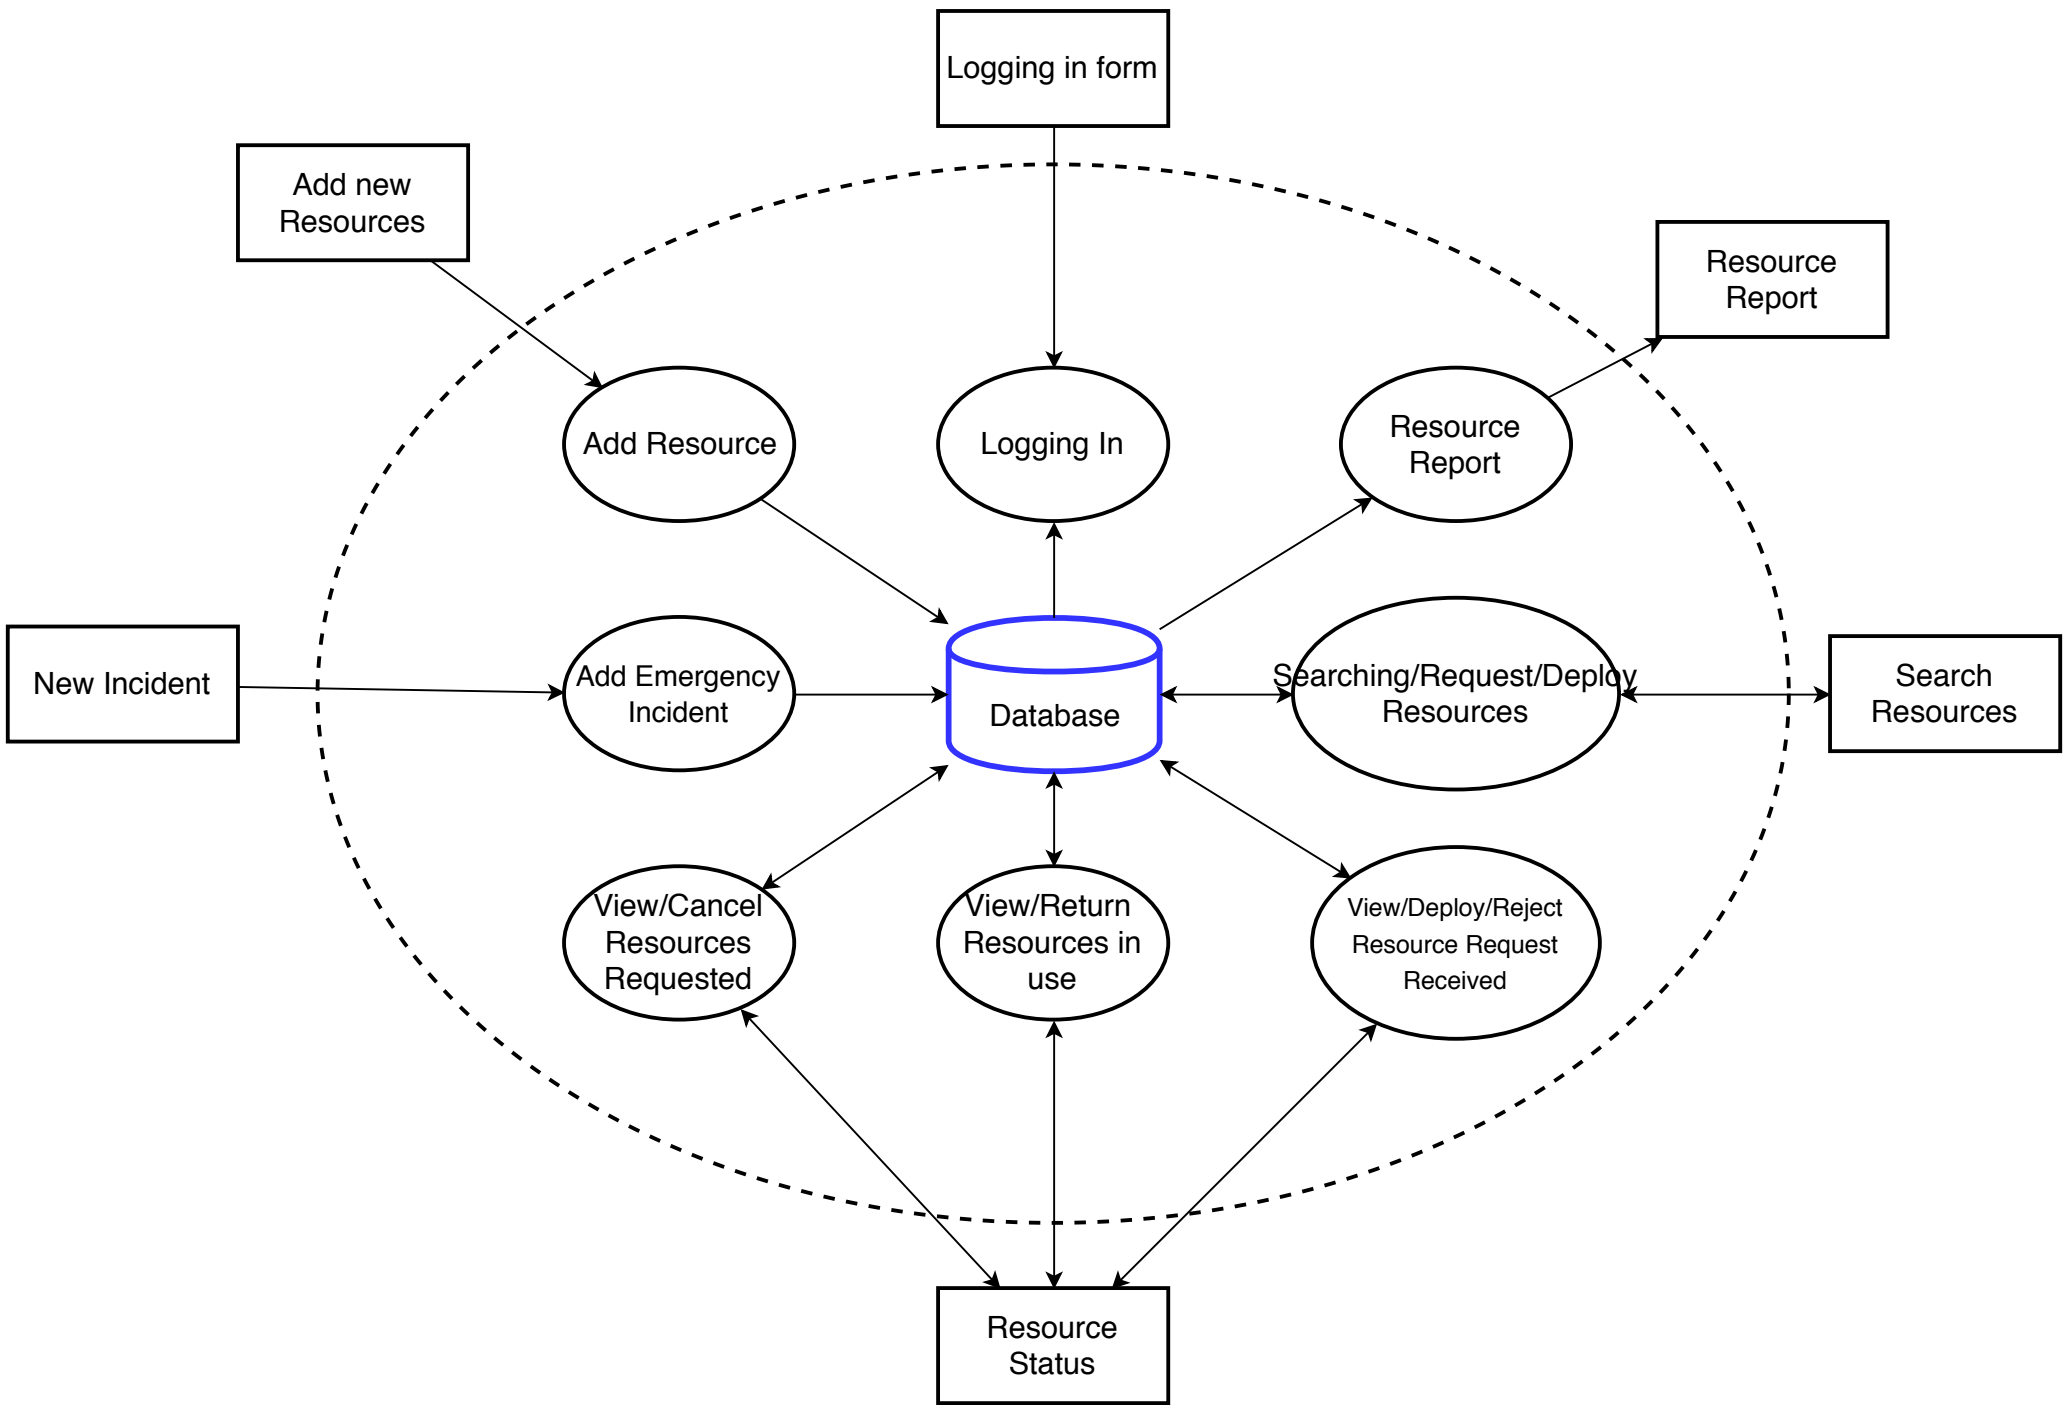 Logging in form
Add new
Resources
Resource
Report
Add Resource
Logging In
Resource
Report
New Incident
Add Emergency
Incident
Database
Searching/Request/Deploy
Resources
Search
Resources
View/Cancel
Resources
Requested
View/Return
Resources in
use
View/Deploy/Reject
Resource Request
Received
Resource
Status